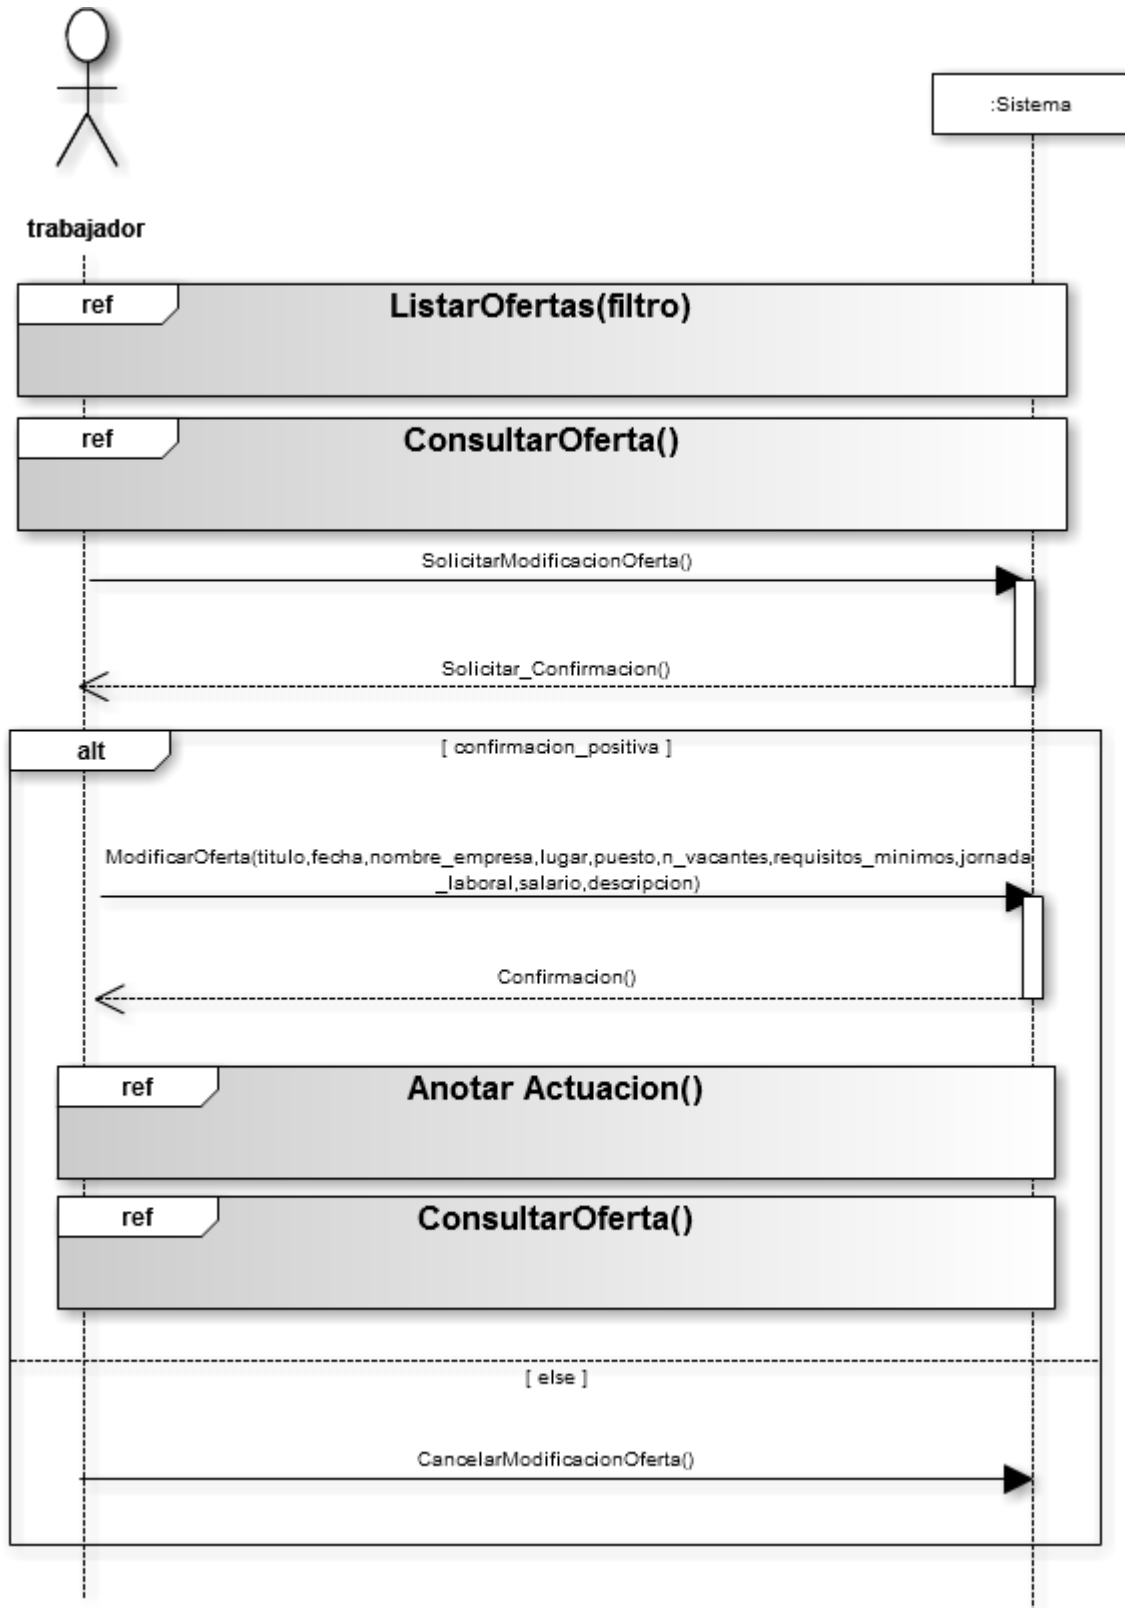 :Sistema
trabajador
ref
ListarOfertas(filtro)
ref
ConsultarOferta()
SolicitarModificacionOferta()
Solicitar_Confirmacion()
alt
[ confirmacion_positiva ]
ModificarOferta(titulo,fecha,nombre_empresa,lugar,puesto,n_vacantes,requisitos_minimos,jornada
_laboral,salario,descripcion)
Confirmacion()
ref
Anotar Actuacion()
ref
ConsultarOferta()
[ else ]
CancelarModificacionOferta()